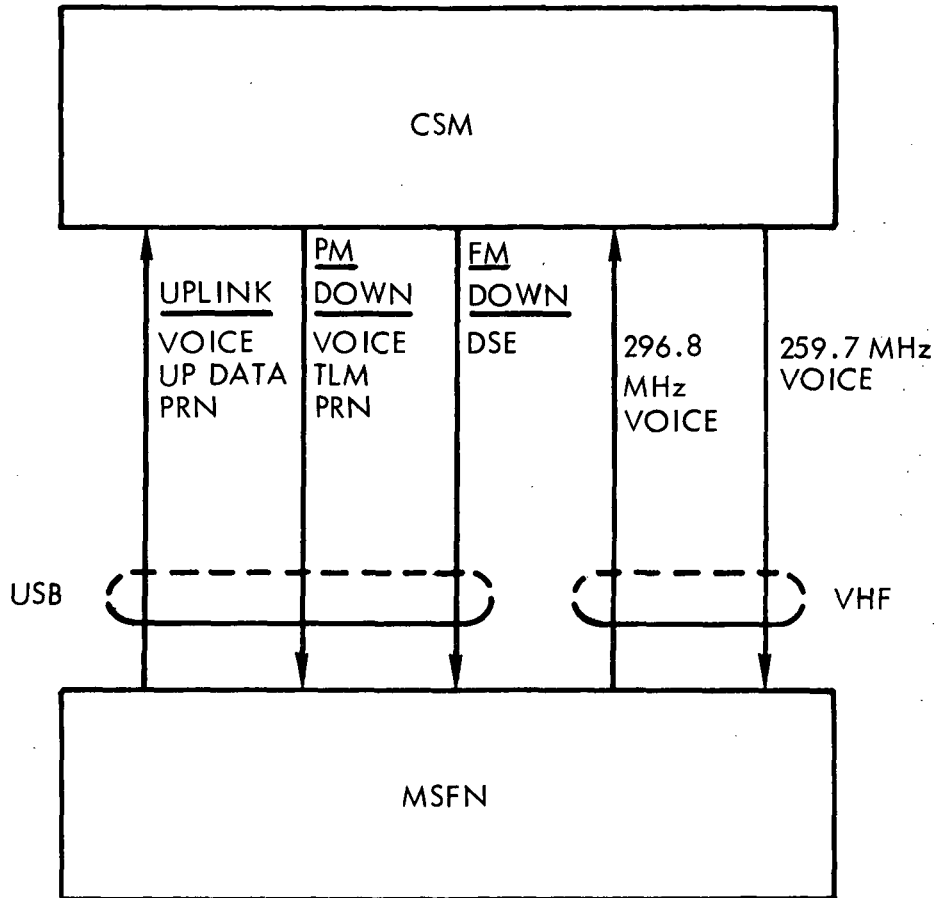 CSM
UPLINK
VOICE
UP DATA
PRN
PM
DOWN
VOICE
TLM
PRN
FM
DOWN
DSE
296.8
MHz
VOICE
259.7 MHz
VOICE
USB
VHF
MSFN